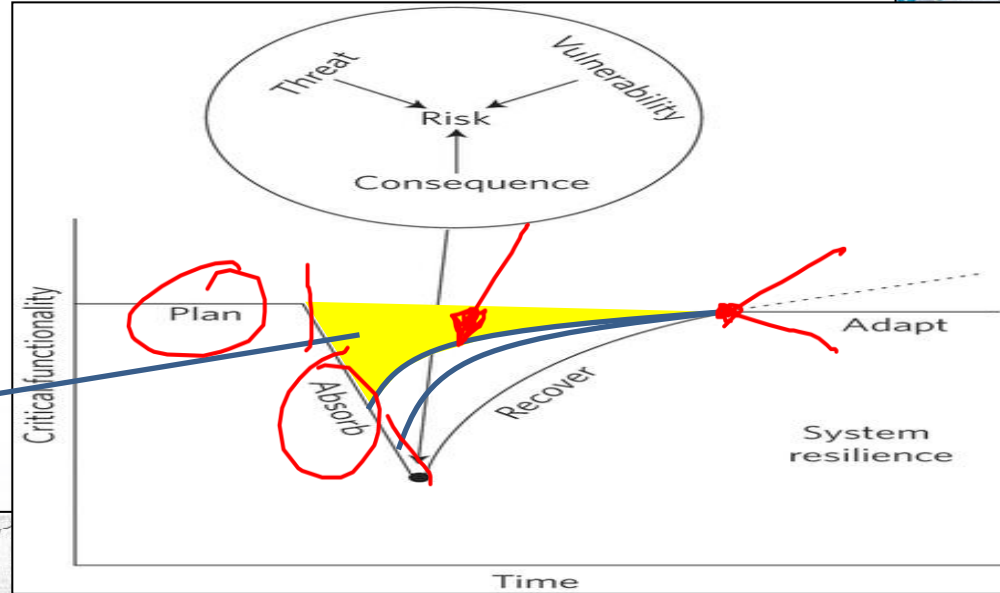 Threat
Vulnerability
Risk
Consequence
Critical functionality
Plan
Absorb
Recover
Adapt
System
resilience
Time